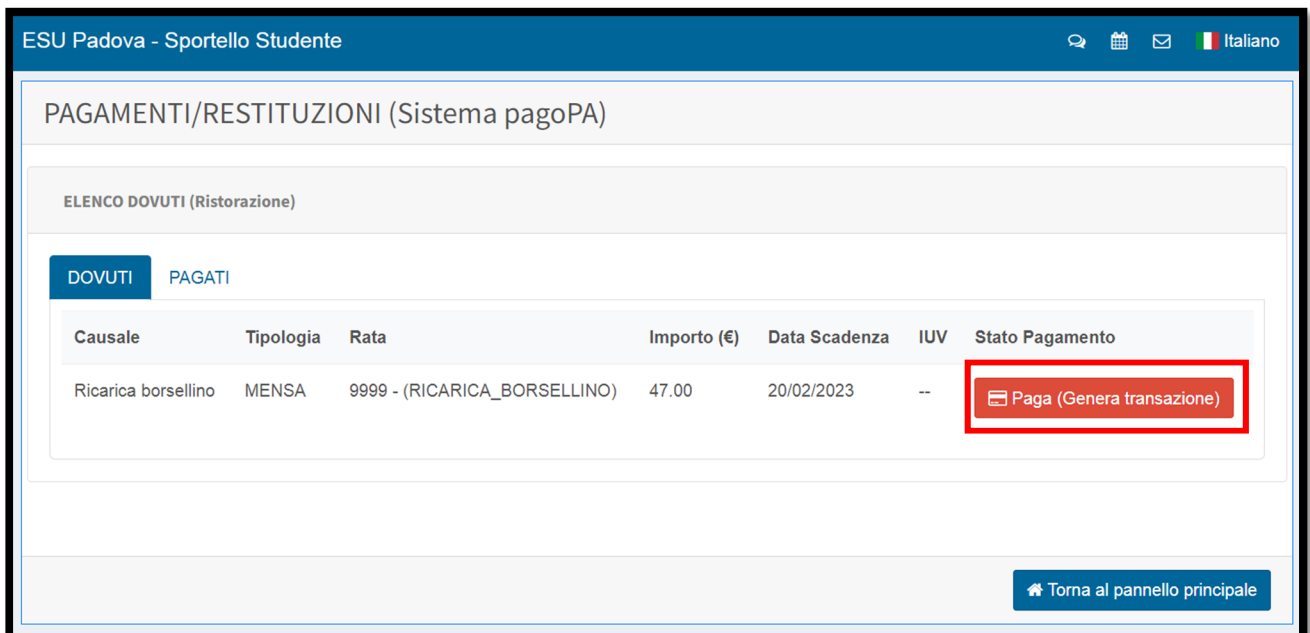 ESU Padova - Sportello Studente
Italiano
PAGAMENTI/RESTITUZIONI (Sistema pagoPA)
ELENCO DOVUTI (Ristorazione)
DOVUTI PAGATI
Causale Tipologia Rata Importo (€) Data Scadenza IUV Stato Pagamento
Ricarica borsellino MENSA 9999 - (RICARICA_BORSELLINO) 47.00 20/02/2023 -- Paga (Genera transazione)
Torna al pannello principale